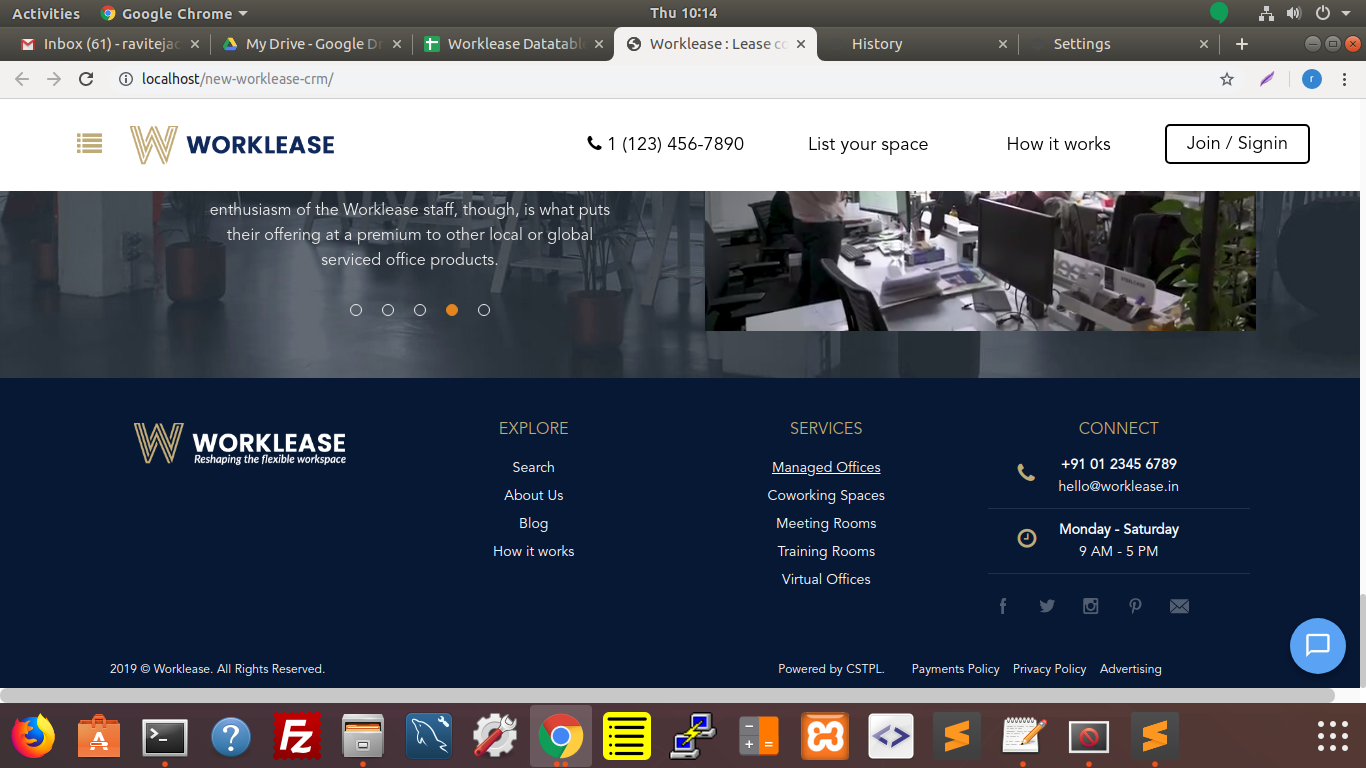 Activities
Google Chrome
Thu 10:14
Inbox (61) - ravitejac
My Drive - Google Dr
Worklease Datatabl
Worklease : Lease co
History
Settings
localhost/new-worklease-crm/
r
WORKLEASE
1 (123) 456-7890
List your space
How it works
Join / Signin
enthusiasm of the Worklease staff, though, is what puts
their offering at a premium to other local or global
serviced office products.
WORKLEASE
Reshaping the flexible workspace
EXPLORE
Search
About Us
Blog
How it works
SERVICES
Managed Offices
Coworking Spaces
Meeting Rooms
Training Rooms
Virtual Offices
CONNECT
+91 01 2345 6789
hello@worklease.in
Monday - Saturday
9 AM - 5 PM
2019 © Worklease. All Rights Reserved.
Powered by CSTPL.
Payments Policy
Privacy Policy
Advertising